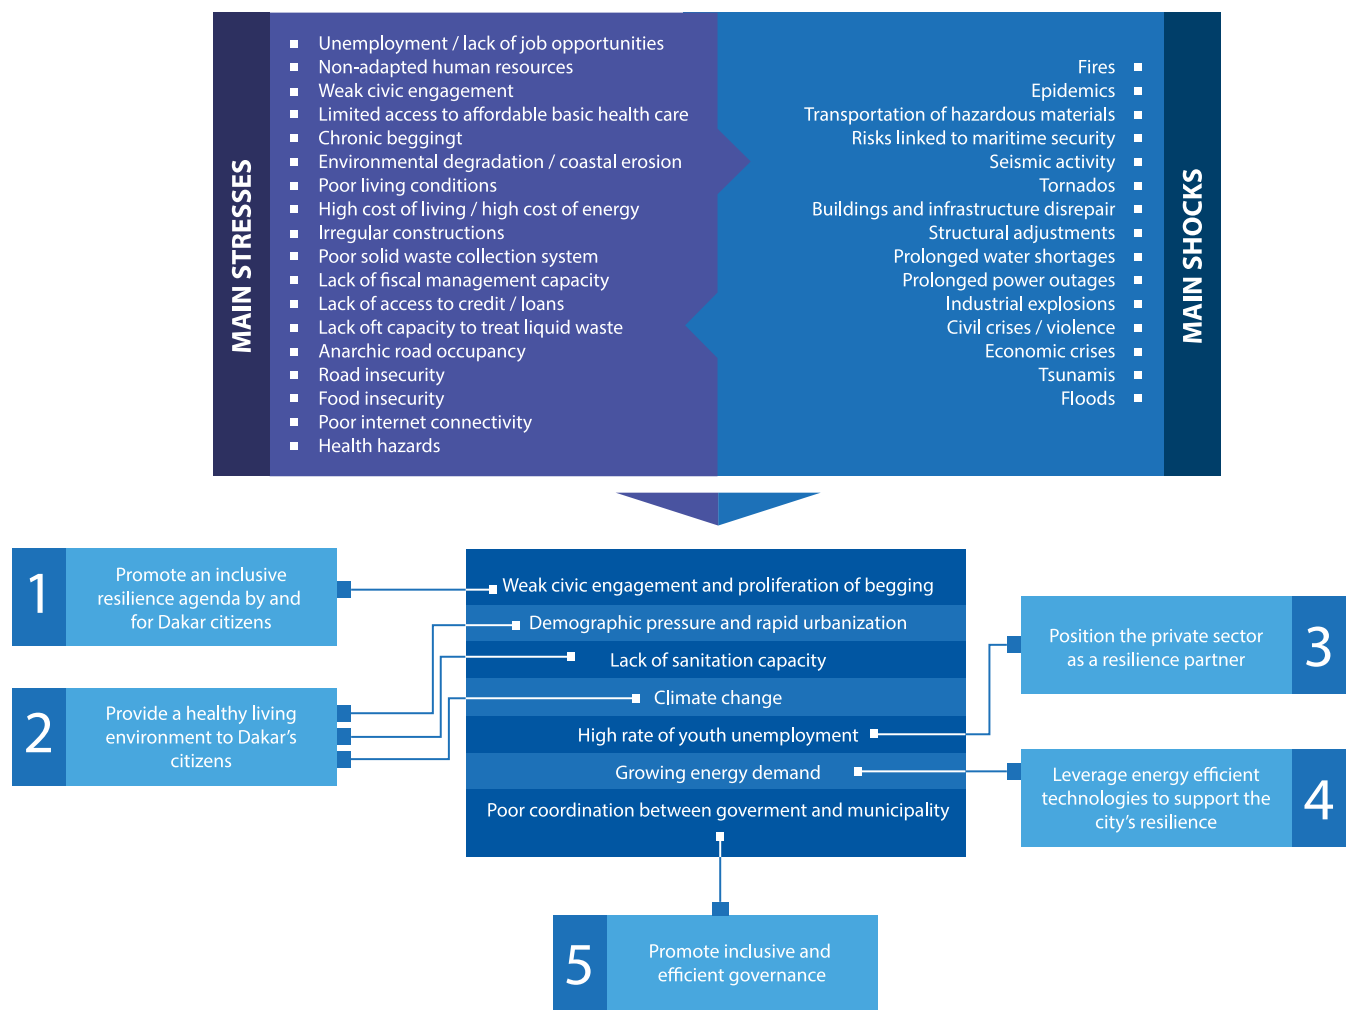 MAIN STRESSES
Unemployment / lack of job opportunities
Non-adapted human resources
Weak civic engagement
Limited access to affordable basic health care
Chronic beggingt
Environmental degradation / coastal erosion
Poor living conditions
High cost of living / high cost of energy
Irregular constructions
Poor solid waste collection system
Lack of fiscal management capacity
Lack of access to credit / loans
Lack oft capacity to treat liquid waste
Anarchic road occupancy
Road insecurity
Food insecurity
Poor internet connectivity
Health hazards
Fires
Epidemics
Transportation of hazardous materials
Risks linked to maritime security
Seismic activity
Tornados
Buildings and infrastructure disrepair
Structural adjustments
Prolonged water shortages
Prolonged power outages
Industrial explosions
Civil crises / violence
Economic crises
Tsunamis
Floods
MAIN SHOCKS
1
Promote an inclusive
resilience agenda by and
for Dakar citizens
2
Provide a healthy living
environment to Dakar's
citizens
Weak civic engagement and proliferation of begging
Demographic pressure and rapid urbanization
Lack of sanitation capacity
Climate change
High rate of youth unemployment
Growing energy demand
Poor coordination between goverment and municipality
Position the private sector
as a resilience partner
3
Leverage energy efficient
technologies to support the
city's resilience
4
5
Promote inclusive and
efficient governance